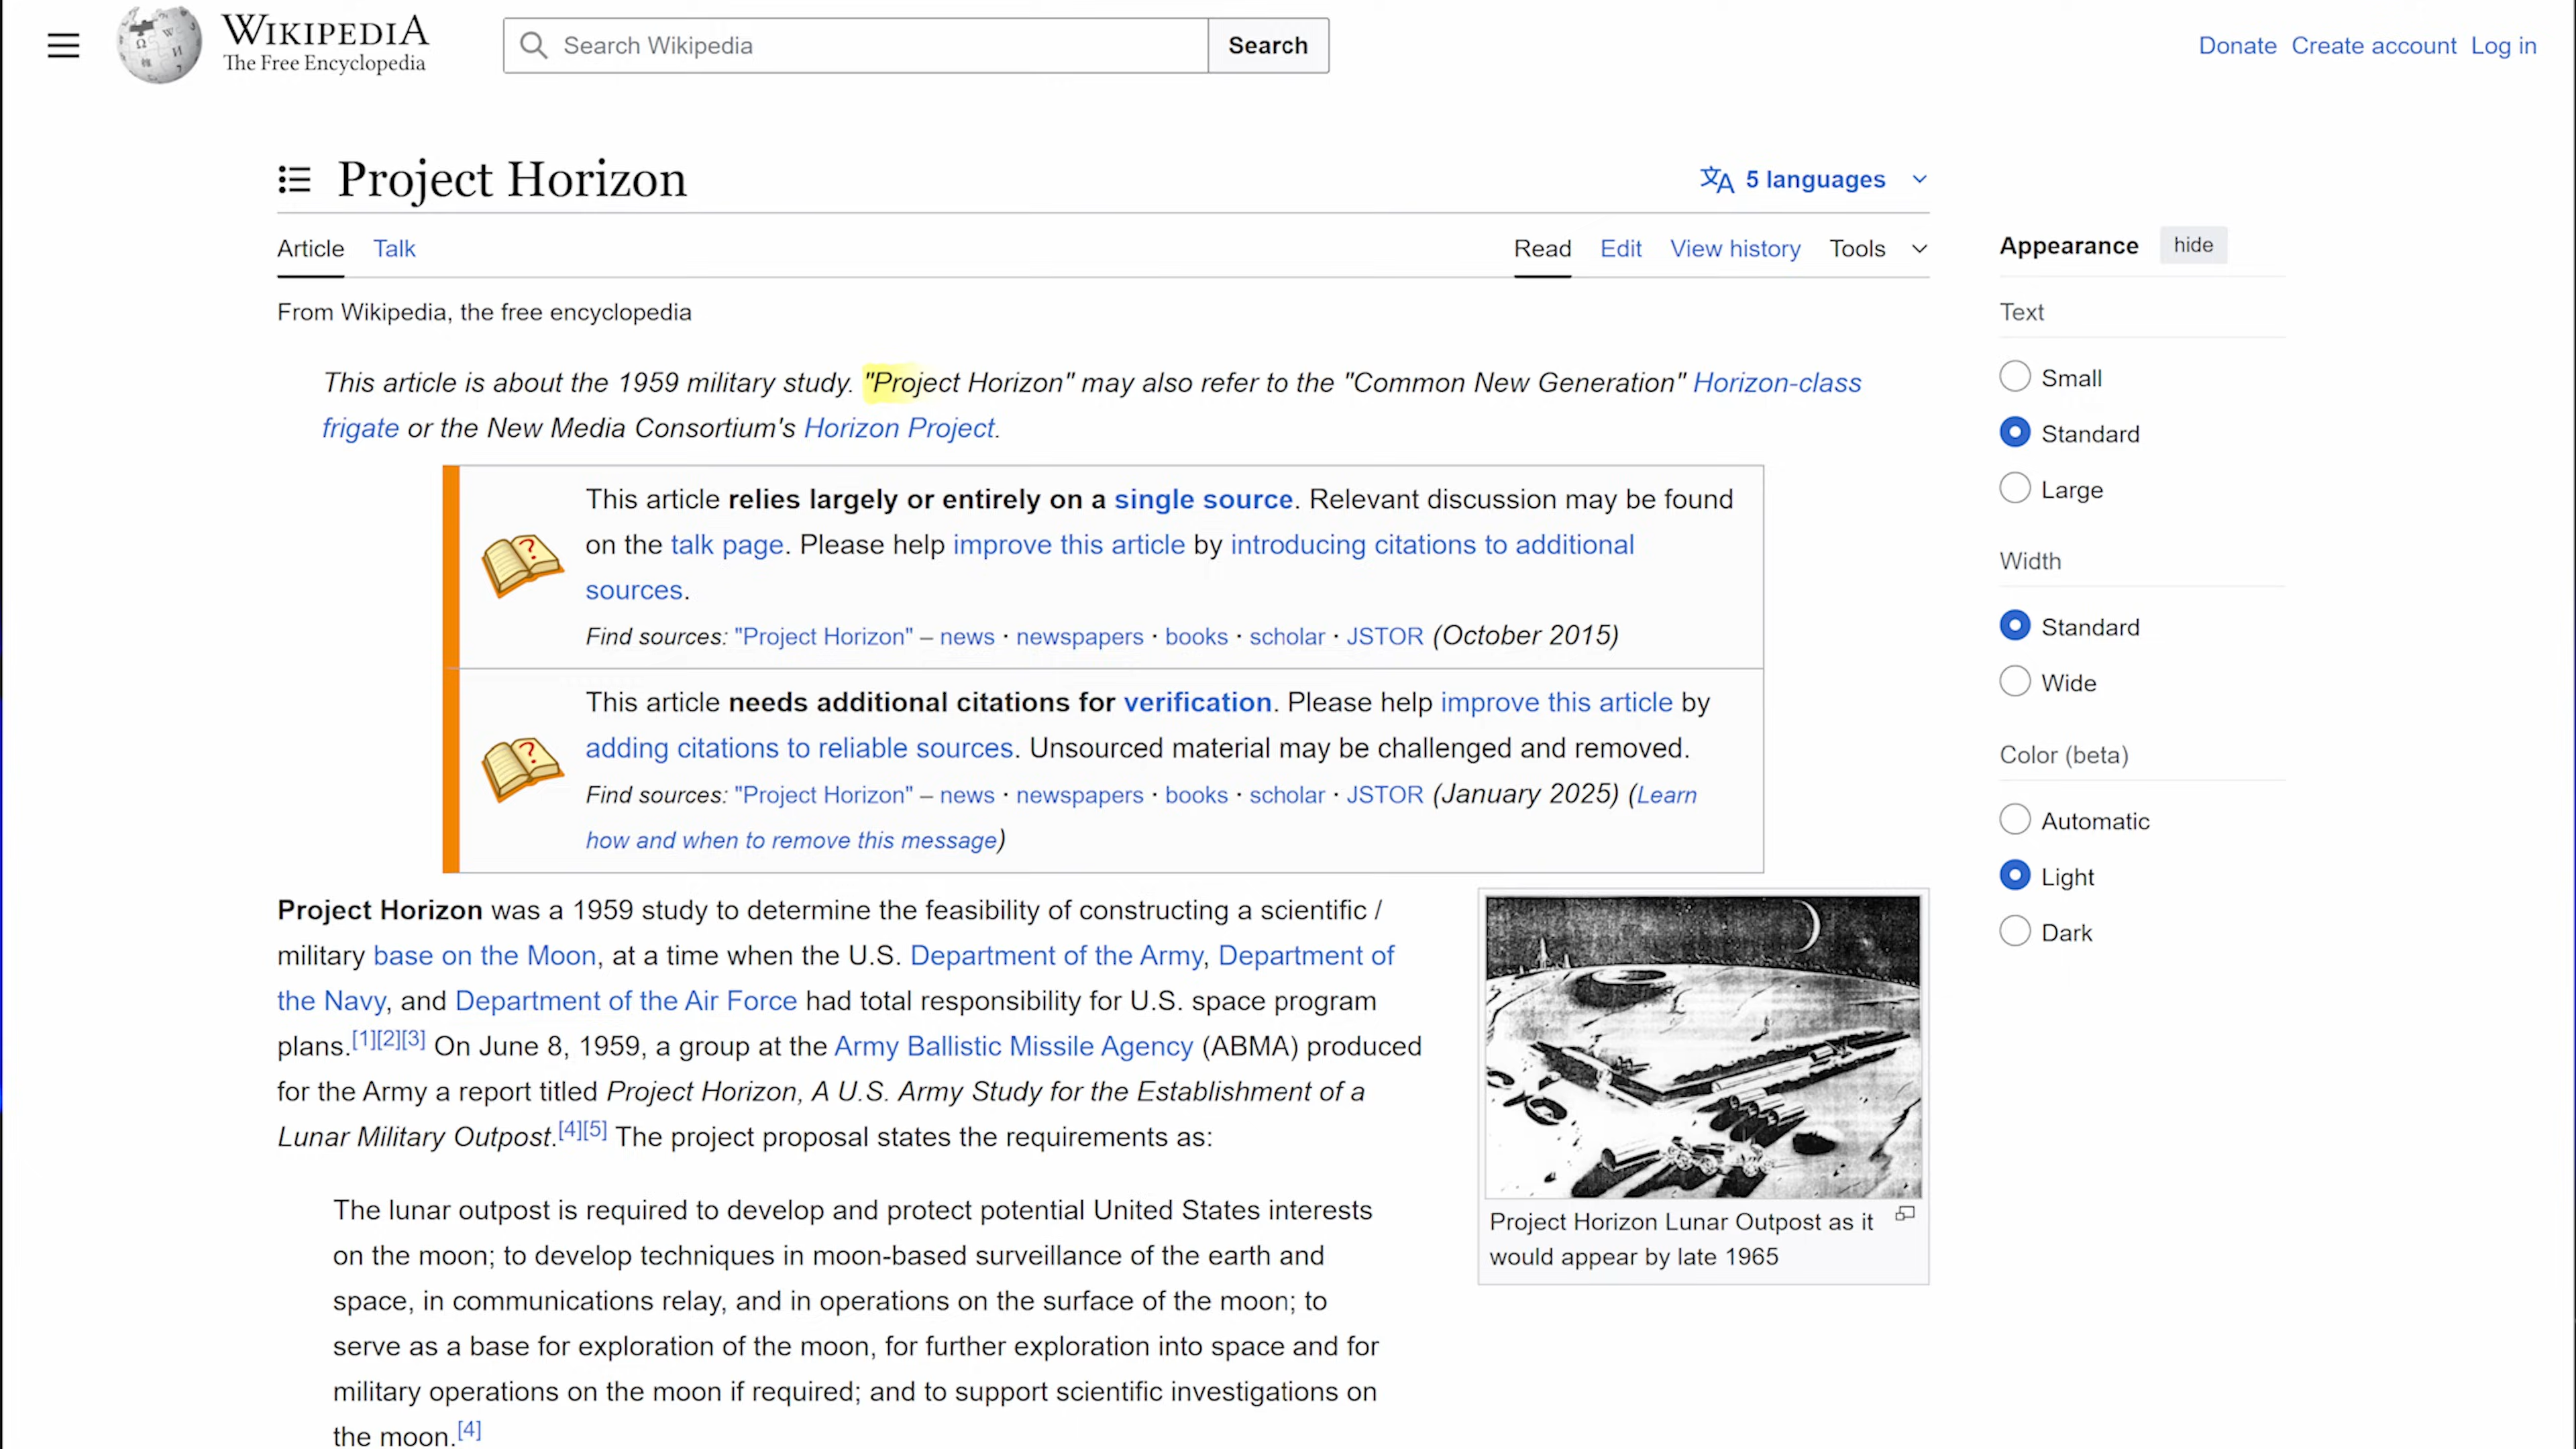 WIKIPEDIA
The Free Encyclopedia
Search Wikipedia
Search
Donate Create account Log in
Project Horizon
5 languages
Article Talk
Read Edit View history Tools
From Wikipedia, the free encyclopedia
This article is about the 1959 military study. "Project Horizon" may also refer to the "Common New Generation" Horizon-class
frigate or the New Media Consortium's Horizon Project.
This article relies largely or entirely on a single source. Relevant discussion may be found
on the talk page. Please help improve this article by introducing citations to additional
sources.
Find sources: "Project Horizon" – news · newspapers · books · scholar · JSTOR (October 2015)
This article needs additional citations for verification. Please help improve this article by
adding citations to reliable sources. Unsourced material may be challenged and removed.
Find sources: "Project Horizon" – news · newspapers · books · scholar · JSTOR (January 2025) (Learn
how and when to remove this message)
Project Horizon was a 1959 study to determine the feasibility of constructing a scientific /
military base on the Moon, at a time when the U.S. Department of the Army, Department of
the Navy, and Department of the Air Force had total responsibility for U.S. space program
plans.[1][2][3] On June 8, 1959, a group at the Army Ballistic Missile Agency (ABMA) produced
for the Army a report titled Project Horizon, A U.S. Army Study for the Establishment of a
Lunar Military Outpost.[4][5] The project proposal states the requirements as:
The lunar outpost is required to develop and protect potential United States interests
on the moon; to develop techniques in moon-based surveillance of the earth and
space, in communications relay, and in operations on the surface of the moon; to
serve as a base for exploration of the moon, for further exploration into space and for
military operations on the moon if required; and to support scientific investigations on
the moon.[4]
Project Horizon Lunar Outpost as it
would appear by late 1965
Appearance hide
Text
Small
Standard
Large
Width
Standard
Wide
Color (beta)
Automatic
Light
Dark